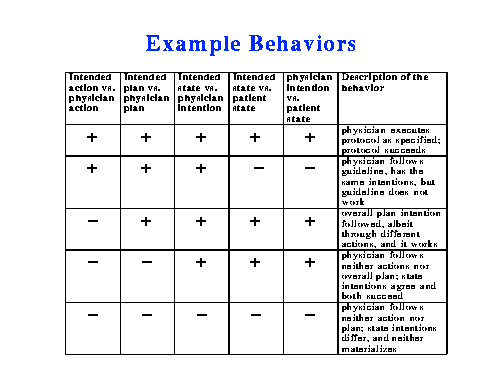 Example Behaviors
Intended
action vs.
physician
action
Intended
plan vs.
physician
plan
Intended
state vs.
physician
intention
Intended
state vs.
patient
state
physician
intention
vs.
patient
state
Description of the
behavior
+ + + + +
physician executes
protocol as specified;
protocol succeeds
+ + + − −
physician follows
guideline, has the
same intentions, but
guideline does not
work
− + + + +
overall plan intention
followed, albeit
through different
actions, and it works
− − + + +
physician follows
neither actions nor
overall plan; state
intentions agree and
both succeed
− − − − −
physician follows
neither action nor
plan; state intentions
differ, and neither
materializes